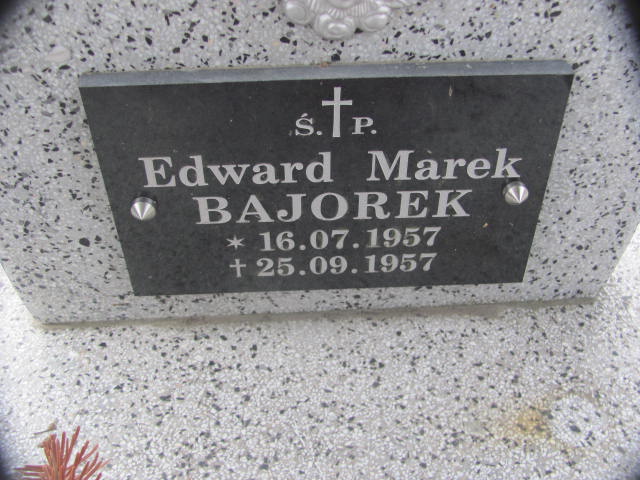 Ś. P.
Edward Marek
BAJOREK
* 16.07.1957
† 25.09.1957